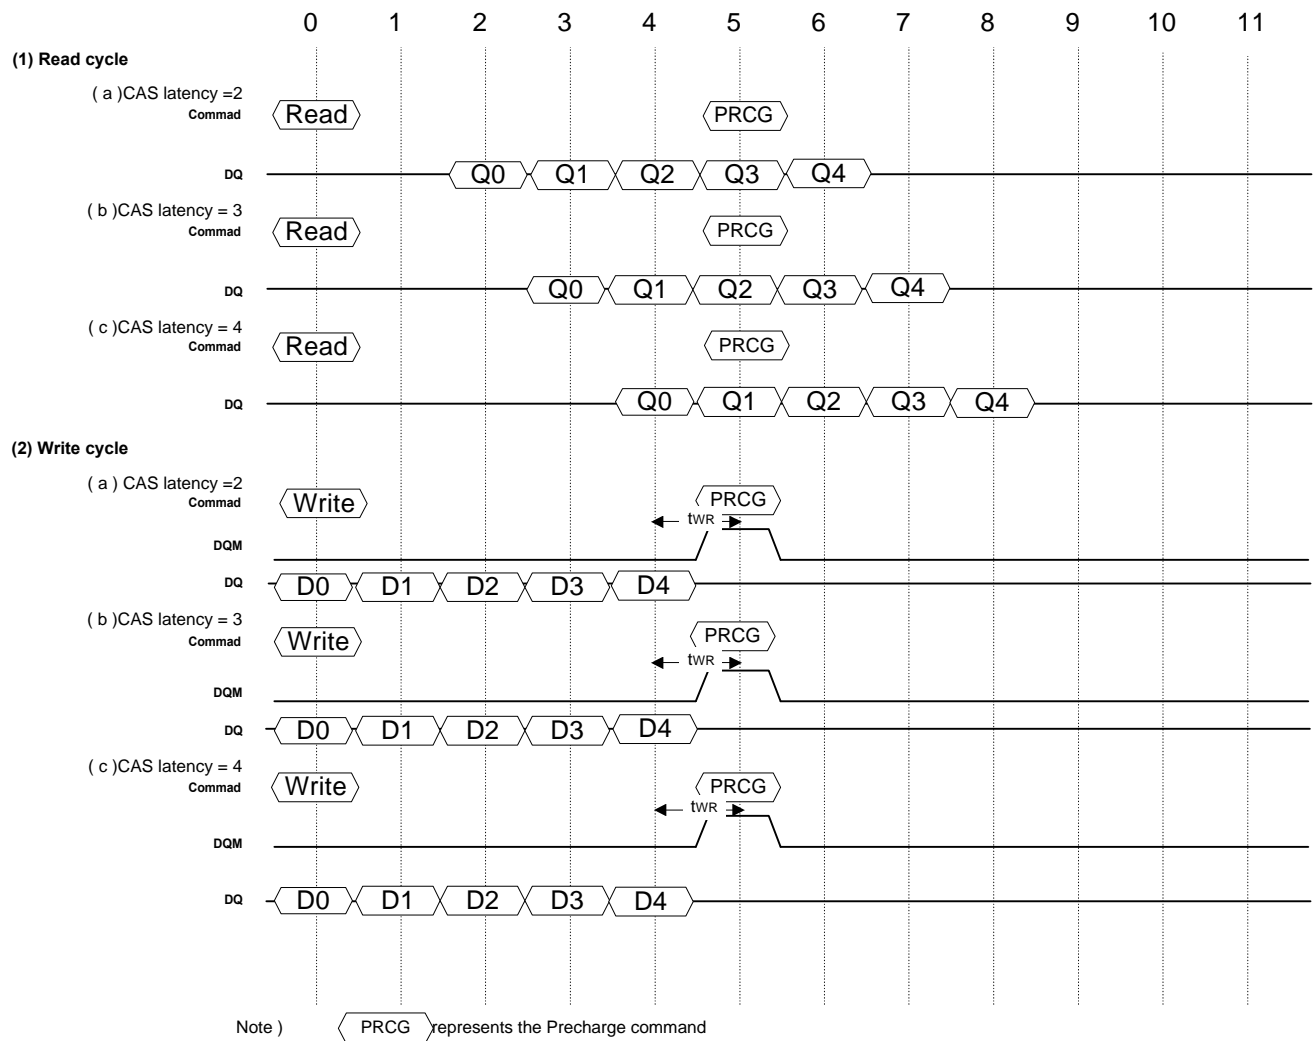 0 1 2 3 4 5 6 7 8 9 10 11
(1) Read cycle
( a )CAS latency =2
Commad Read PRCG
DQ Q0 Q1 Q2 Q3 Q4
( b )CAS latency = 3
Commad Read PRCG
DQ Q0 Q1 Q2 Q3 Q4
( c )CAS latency = 4
Commad Read PRCG
DQ Q0 Q1 Q2 Q3 Q4
(2) Write cycle
( a ) CAS latency =2
Commad Write PRCG
tWR
DQM
DQ D0 D1 D2 D3 D4
( b )CAS latency = 3
Commad Write PRCG
tWR
DQM
DQ D0 D1 D2 D3 D4
( c )CAS latency = 4
Commad Write PRCG
tWR
DQM
DQ D0 D1 D2 D3 D4
Note ) PRCG represents the Precharge command